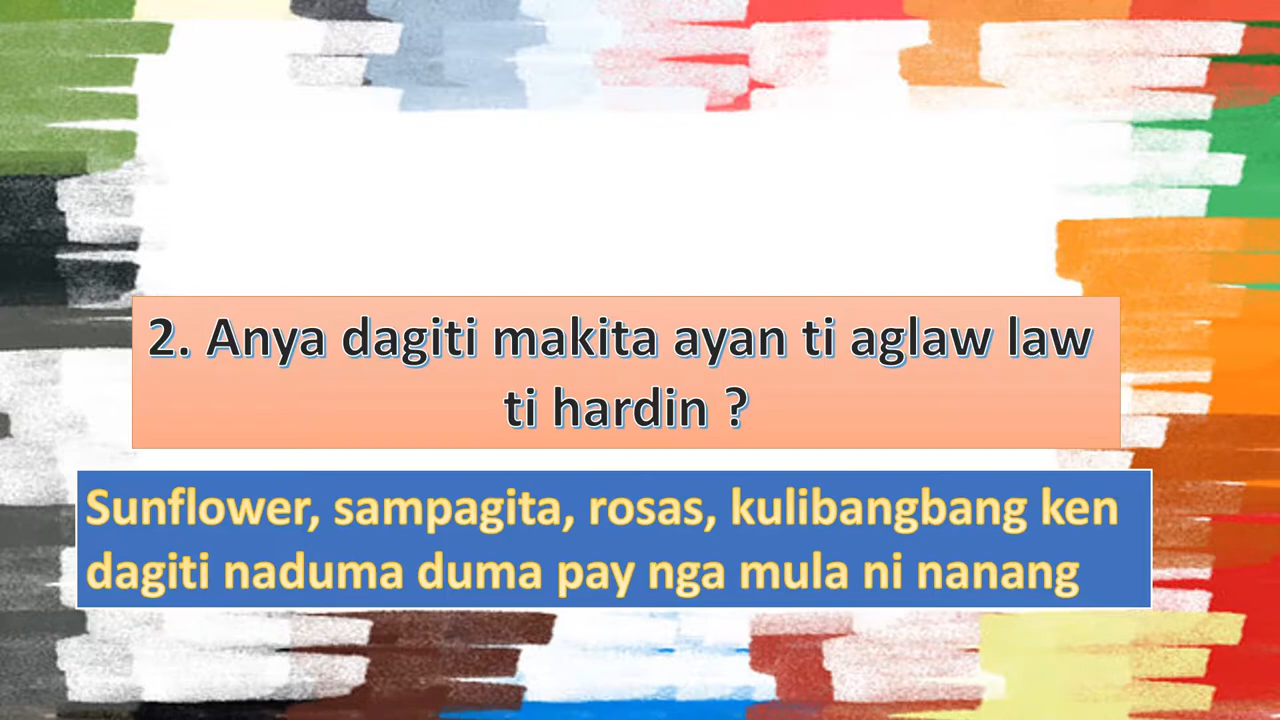 2. Anya dagiti makita ayan ti aglaw law
ti hardin ?
Sunflower, sampagita, rosas, kulibangbang ken
dagiti naduma duma pay nga mula ni nanang